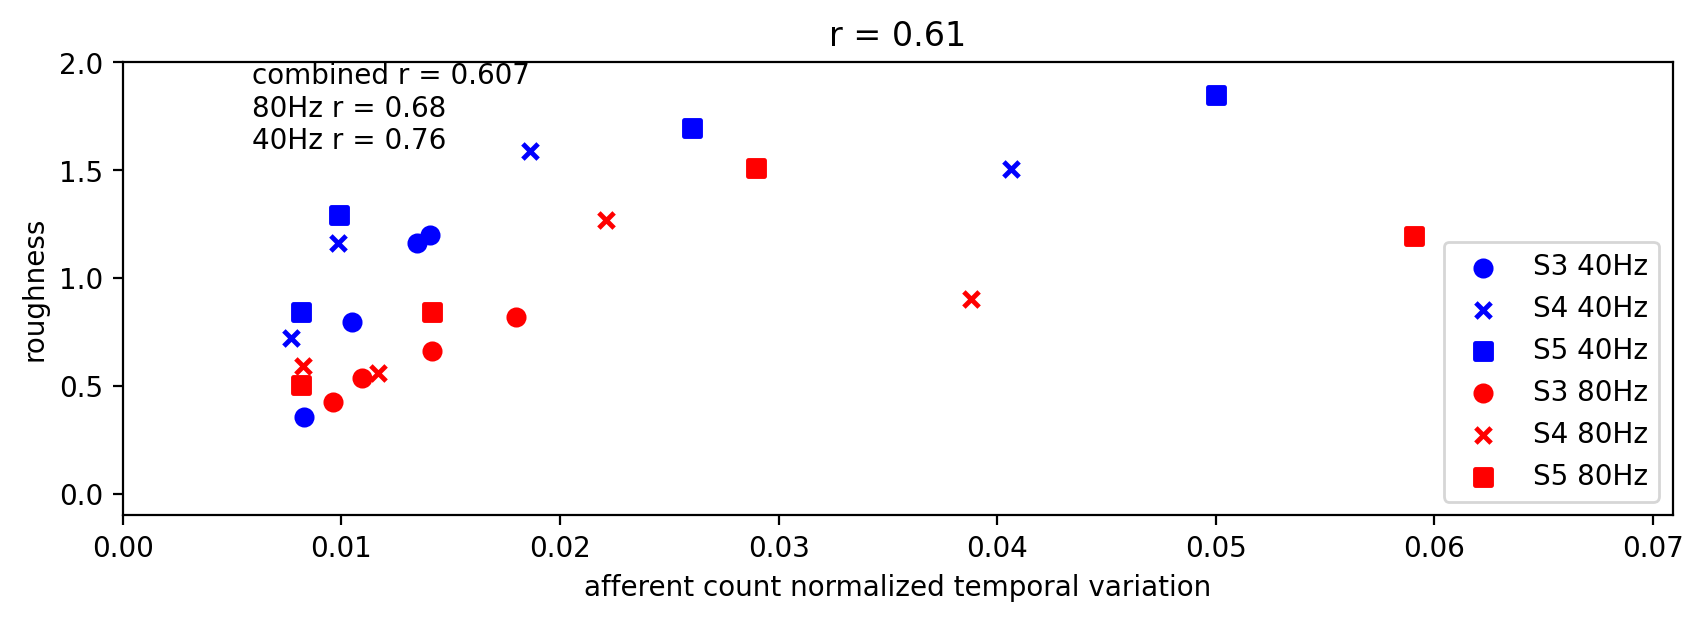 r = 0.61
combined r = 0.607
80Hz r = 0.68
40Hz r = 0.76
2.0
1.5
1.0
0.5
0.0
roughness
S3 40Hz
S4 40Hz
S5 40Hz
S3 80Hz
S4 80Hz
S5 80Hz
0.00 0.01 0.02 0.03 0.04 0.05 0.06 0.07
afferent count normalized temporal variation